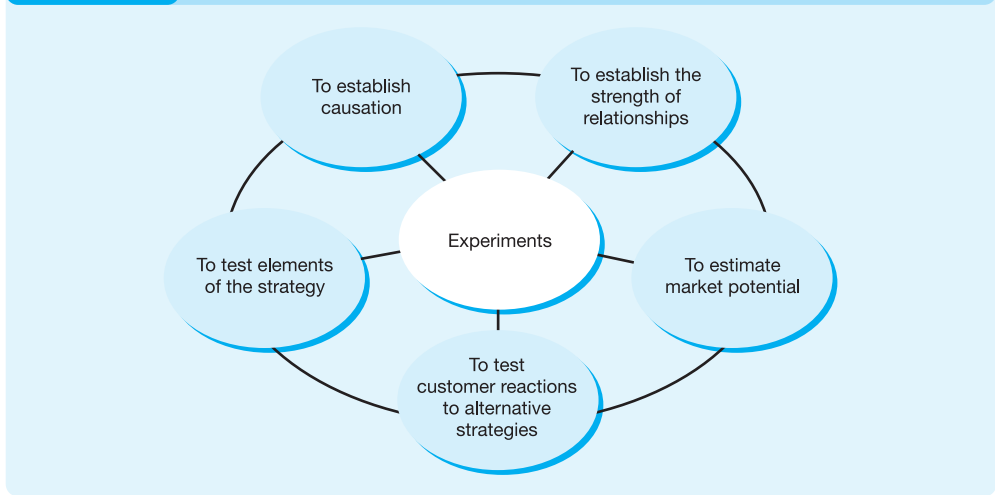 To establish
causation
To establish the
strength of
relationships
Experiments
To test elements
of the strategy
To estimate
market potential
To test
customer reactions
to alternative
strategies